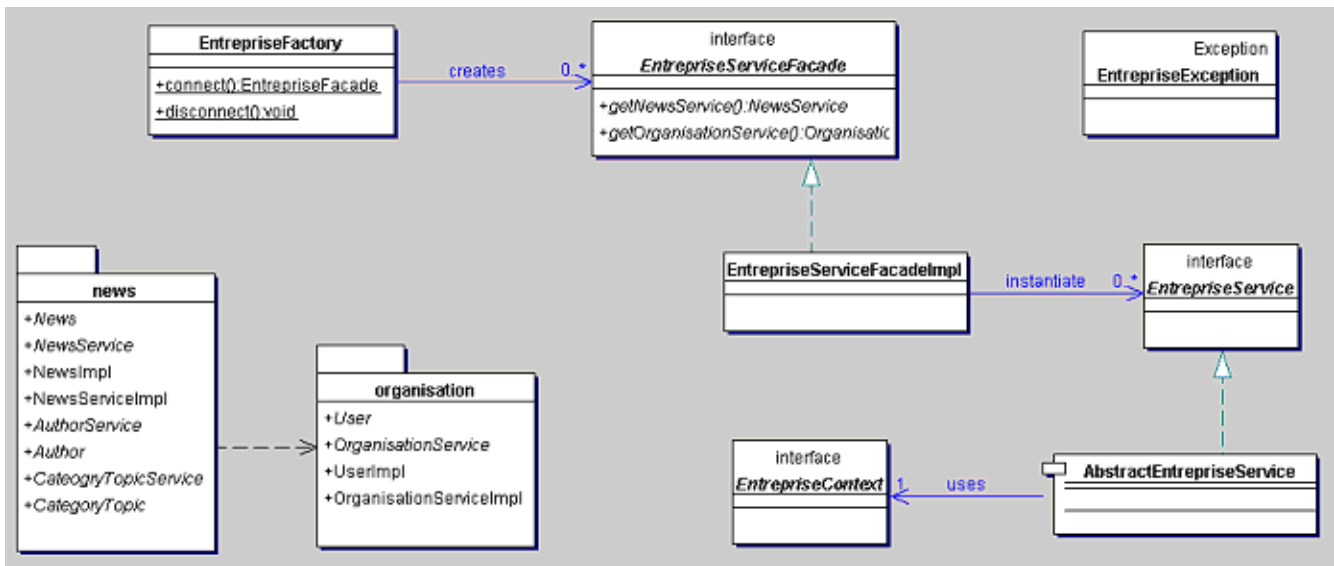 EntrepriseFactory
+connect():EntrepriseFacade
+disconnect():void
creates
0..*
interface
EntrepriseServiceFacade
+getNewsService():NewsService
+getOrganisationService():Organisatic
Exception
EntrepriseException
EntrepriseServiceFacadeImpl
instantiate
0..*
interface
EntrepriseService
news
+News
+NewsService
+NewsImpl
+NewsServiceImpl
+AuthorService
+Author
+CateogryTopicService
+CategoryTopic
organisation
+User
+OrganisationService
+UserImpl
+OrganisationServiceImpl
interface
EntrepriseContext
1
uses
AbstractEntrepriseService